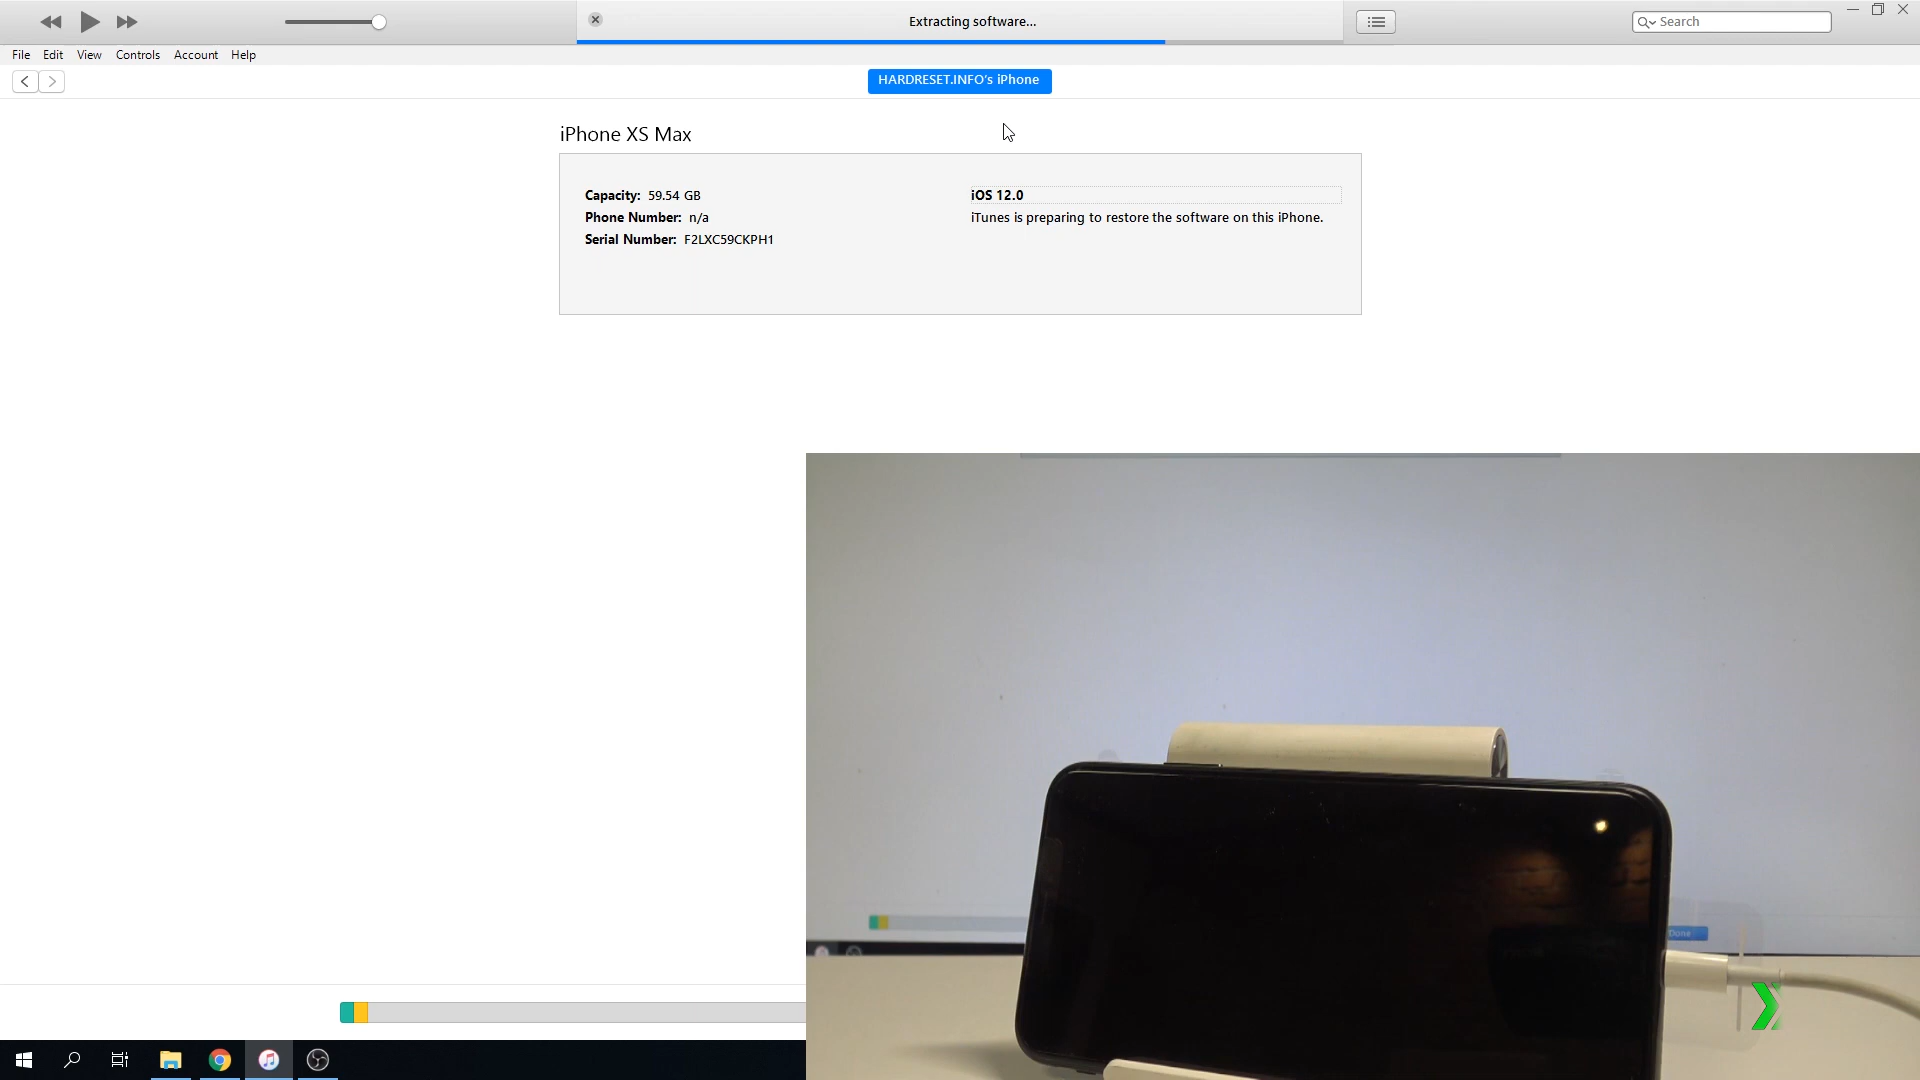 Extracting software...
Search
File Edit View Controls Account Help
HARDRESET.INFO's iPhone
iPhone XS Max
Capacity: 59.54 GB
Phone Number: n/a
Serial Number: F2LXC59CKPH1
iOS 12.0
iTunes is preparing to restore the software on this iPhone.
Done